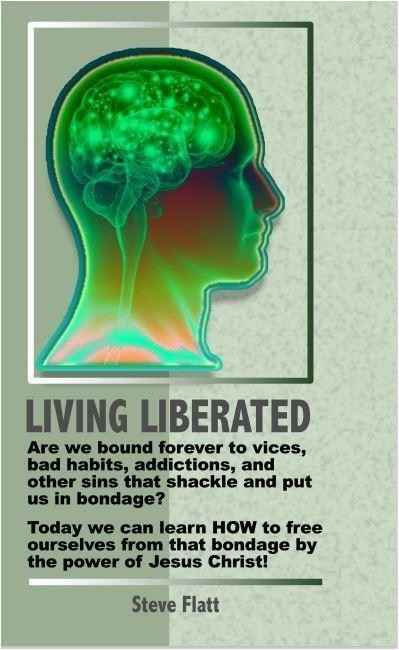 LIVING LIBERATED
Are we bound forever to vices,
bad habits, addictions, and
other sins that shackle and put
us in bondage?
Today we can learn HOW to free
ourselves from that bondage by
the power of Jesus Christ!
Steve Flatt